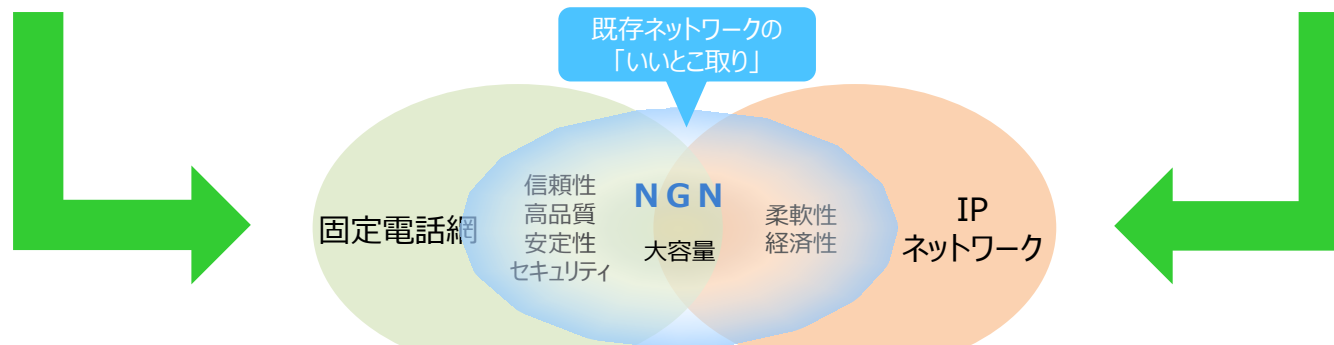 既存ネットワークの
「いいとこ取り」
固定電話網
信頼性
高品質
安定性
セキュリティ
NGN
大容量
柔軟性
経済性
IP
ネットワーク